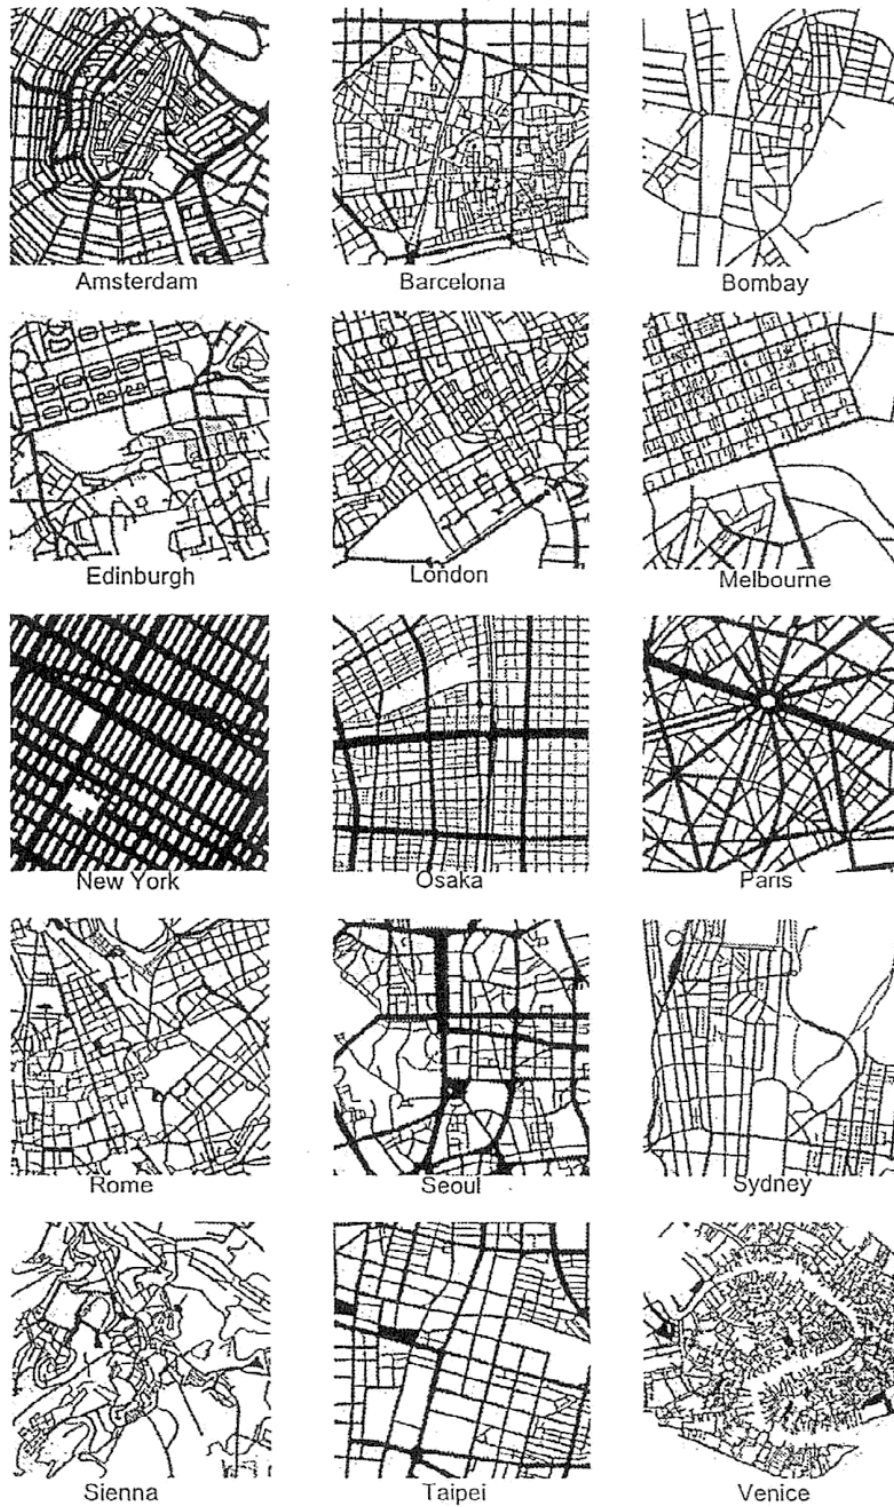 Amsterdam
Barcelona
Bombay
Edinburgh
London
Melbourne
New York
Osaka
Paris
Rome
Seoul
Sydney
Sienna
Taipei
Venice